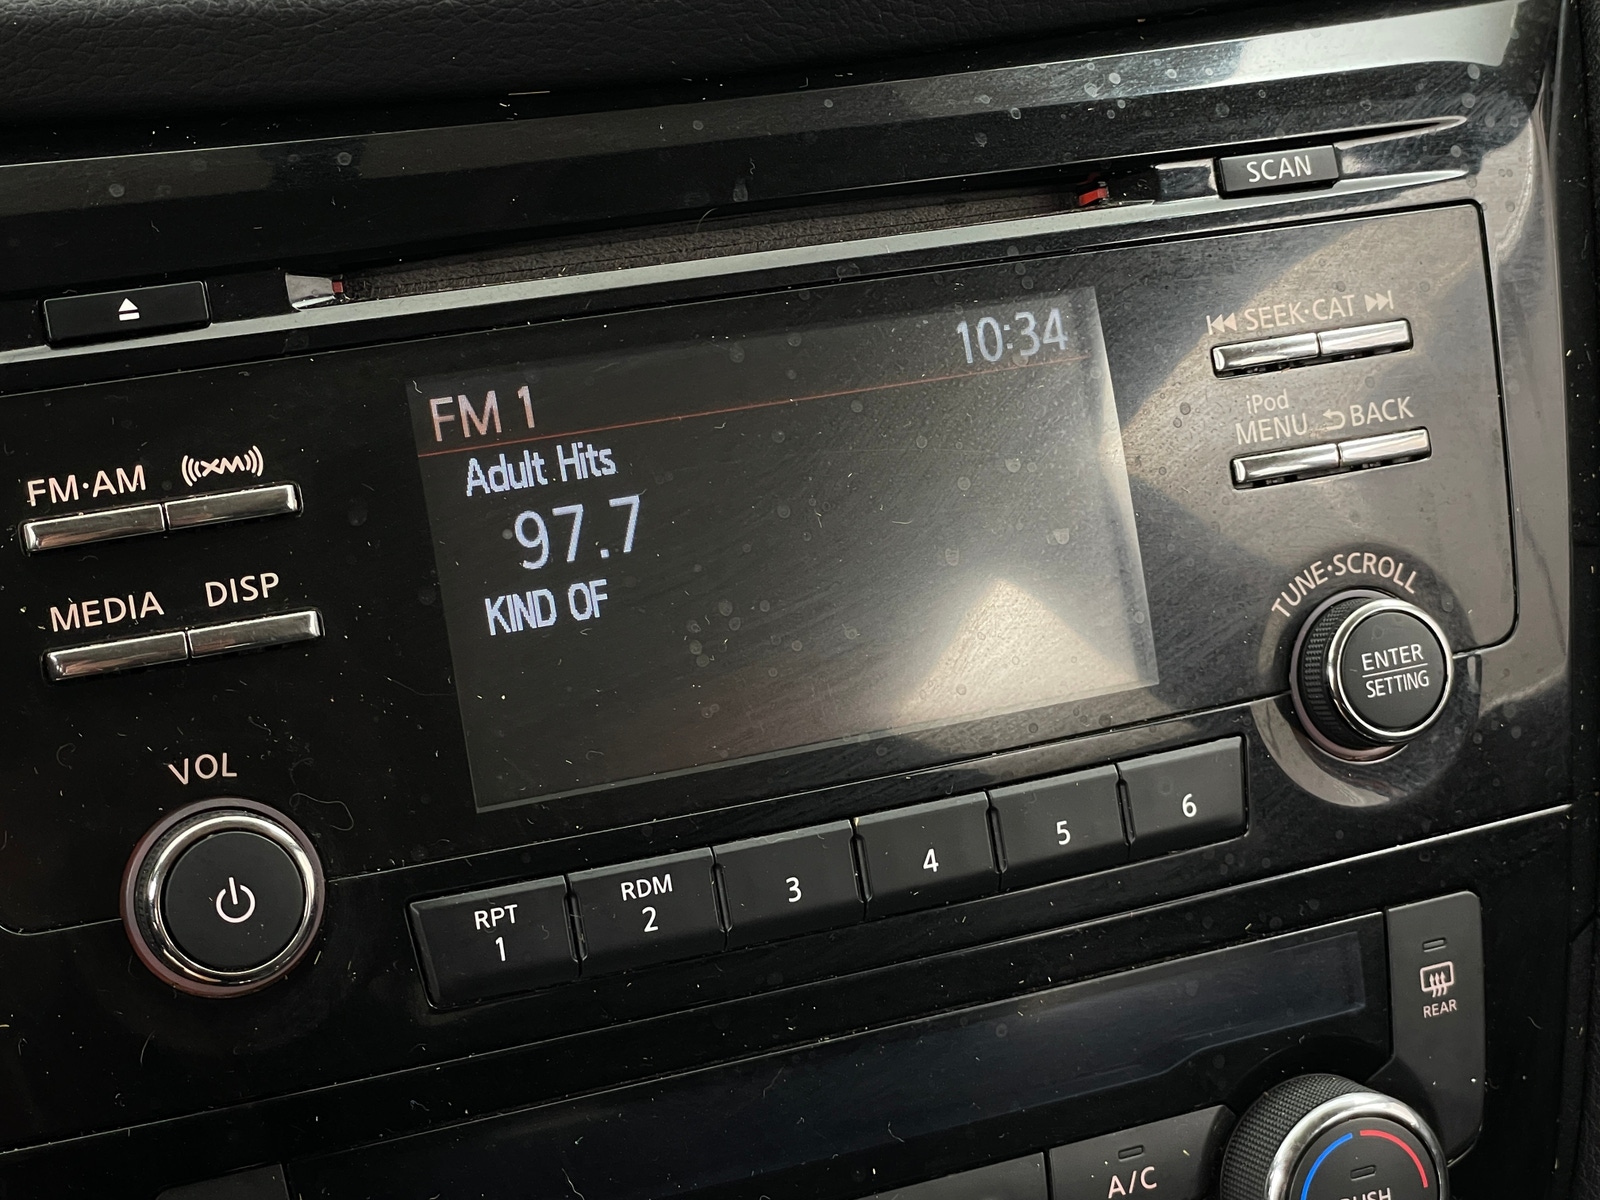 SCAN
10:34
FM 1
Adult Hits
97.7
KIND OF
SEEK·CAT
iPod
MENU BACK
FM·AM XM
MEDIA DISP
TUNE·SCROLL
ENTER
SETTING
VOL
RPT
1
RDM
2
3
4
5
6
REAR
A/C
PUSH